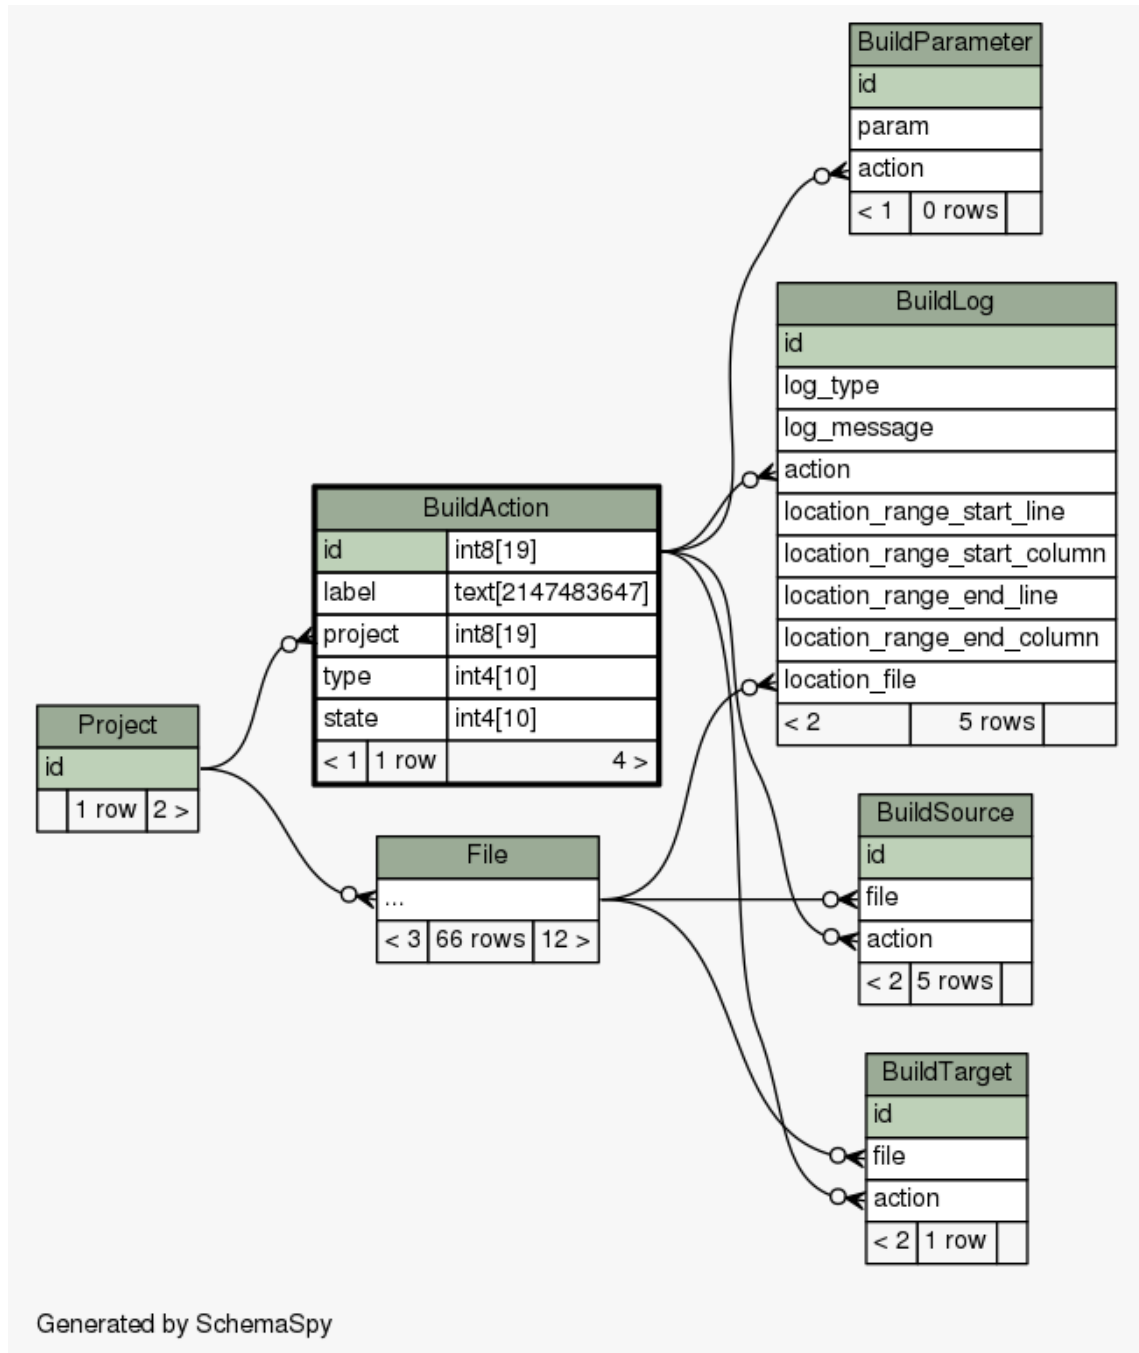 BuildParameter
id
param
action
< 1 0 rows
BuildLog
id
log_type
log_message
action
location_range_start_line
location_range_start_column
location_range_end_line
location_range_end_column
location_file
< 2 5 rows
BuildAction
id int8[19]
label text[2147483647]
project int8[19]
type int4[10]
state int4[10]
< 1 1 row 4 >
Project
id
1 row 2 >
File
...
< 3 66 rows 12 >
BuildSource
id
file
action
< 2 5 rows
BuildTarget
id
file
action
< 2 1 row
Generated by SchemaSpy